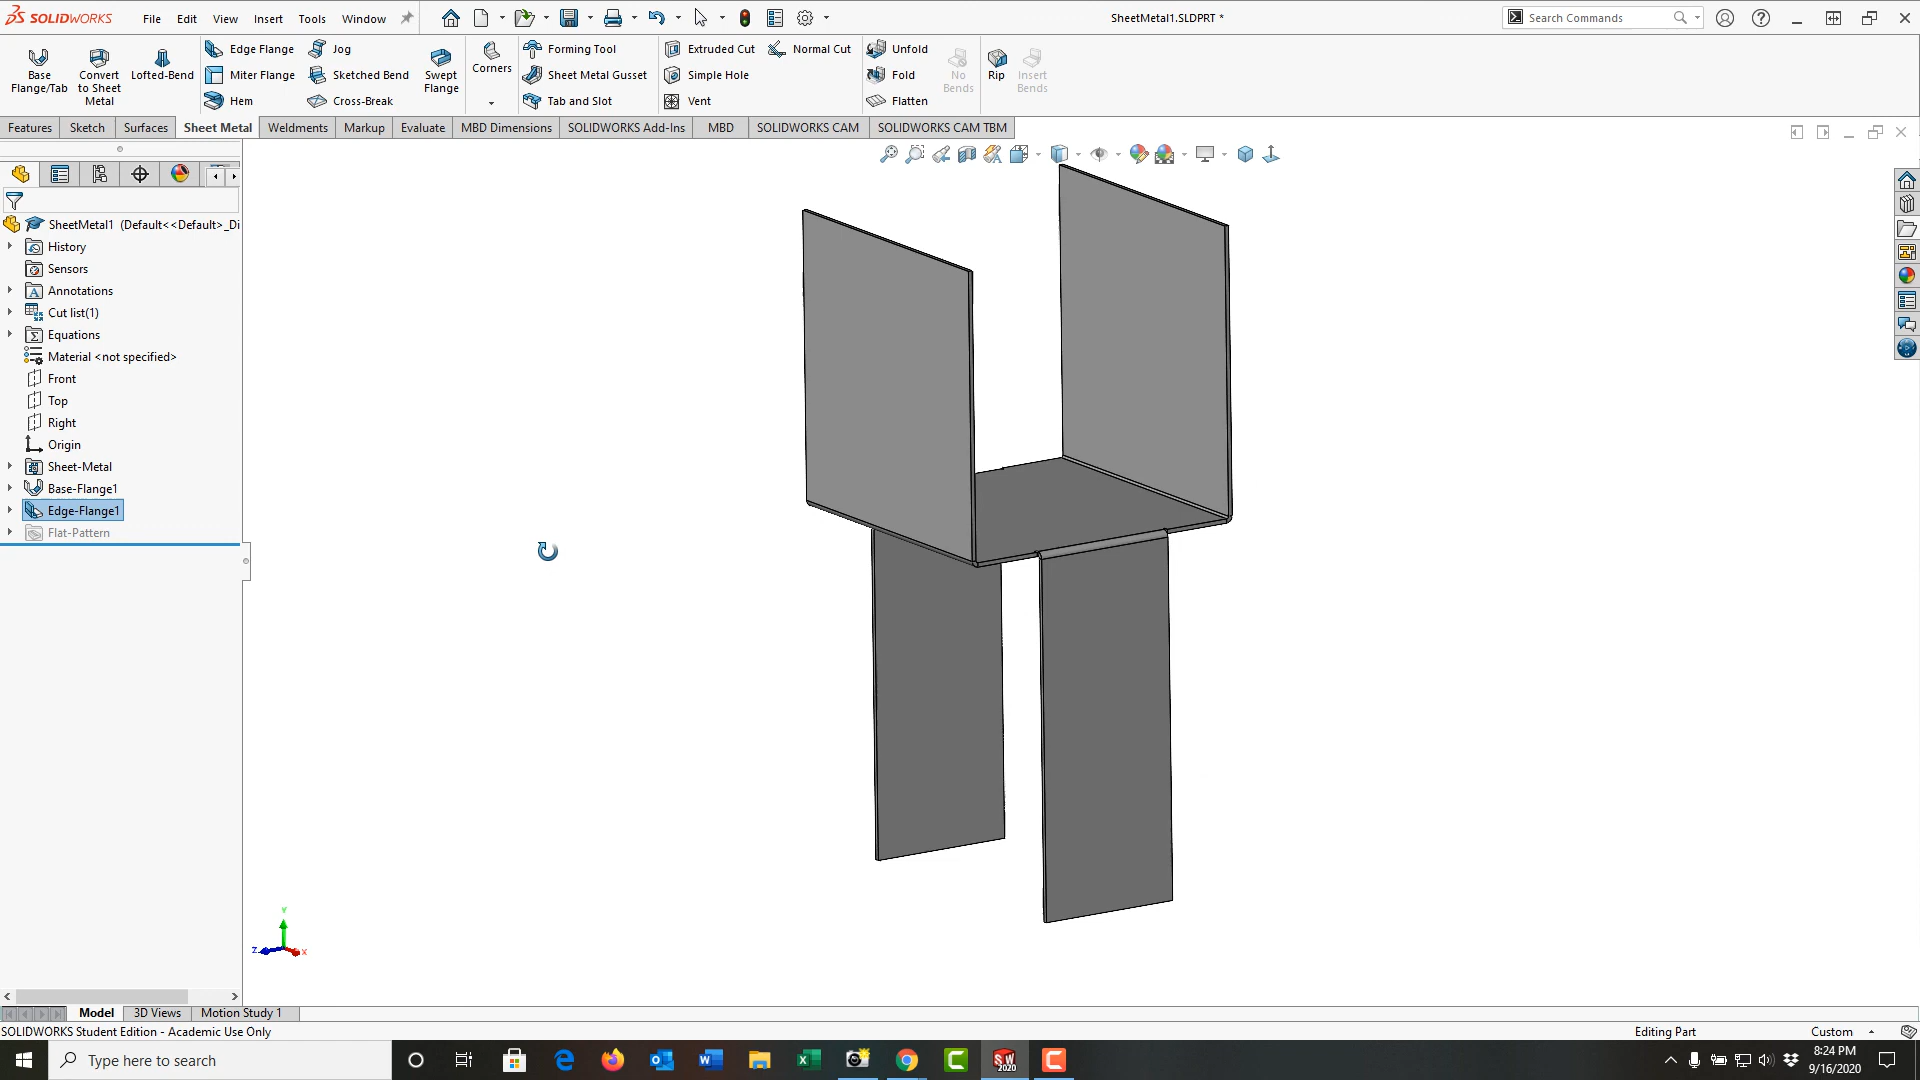 SOLIDWORKS File Edit View Insert Tools Window SheetMetal1.SLDPRT * Search Commands
Edge Flange Jog Forming Tool Extruded Cut Normal Cut Unfold
Base Flange/Tab Convert to Sheet Metal Lofted-Bend Miter Flange Sketched Bend Swept Flange Corners Sheet Metal Gusset Simple Hole Fold No Bends Rip Insert Bends
Hem Cross-Break Tab and Slot Vent Flatten
Features Sketch Surfaces Sheet Metal Weldments Markup Evaluate MBD Dimensions SOLIDWORKS Add-Ins MBD SOLIDWORKS CAM SOLIDWORKS CAM TBM
SheetMetal1 (Default<<Default>_Di
History
Sensors
Annotations
Cut list(1)
Equations
Material <not specified>
Front
Top
Right
Origin
Sheet-Metal
Base-Flange1
Edge-Flange1
Flat-Pattern
Y
Z X
Model 3D Views Motion Study 1
SOLIDWORKS Student Edition - Academic Use Only Editing Part Custom
Type here to search SW 2020 8:24 PM
9/16/2020